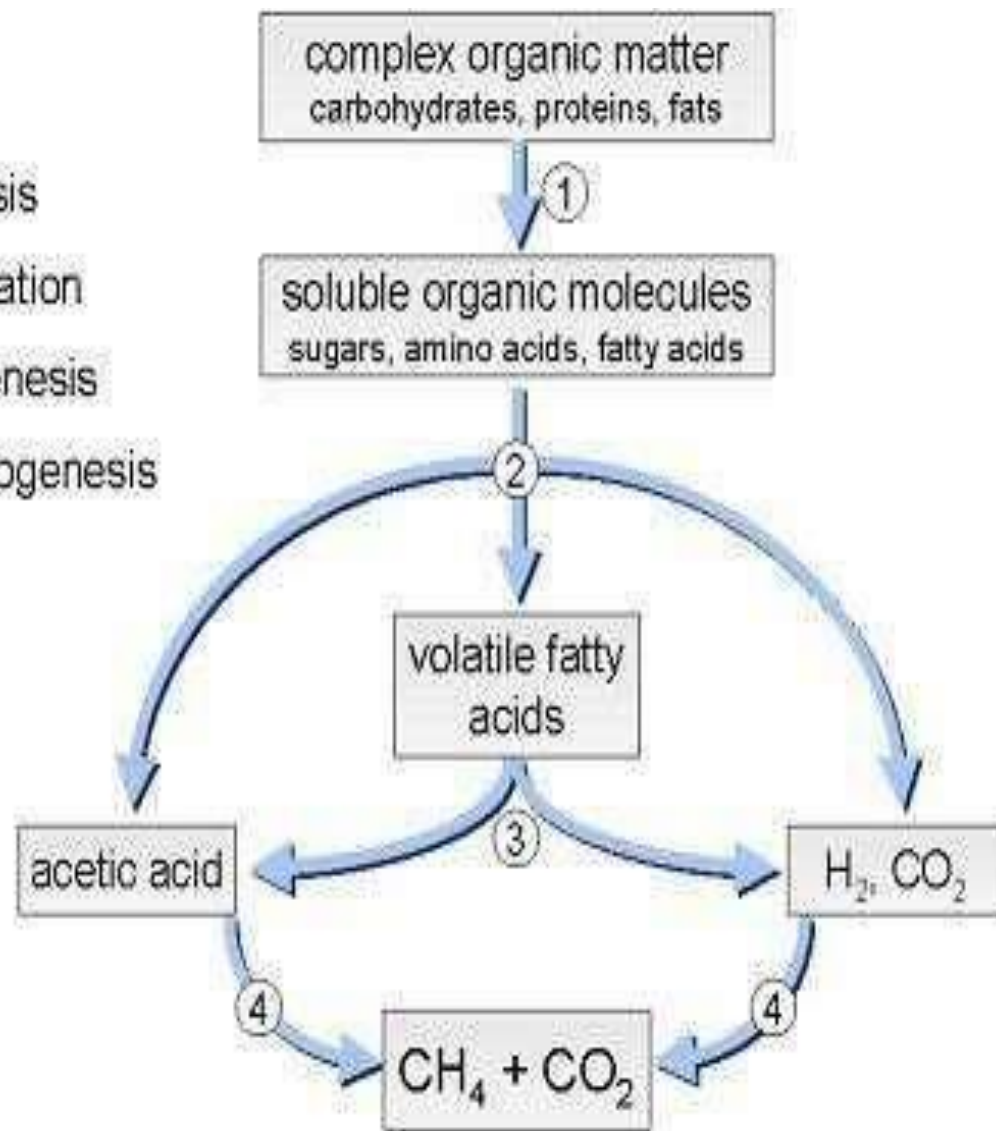 complex organic matter
carbohydrates, proteins, fats
1
sis
ation
enesis
ogenesis
soluble organic molecules
sugars, amino acids, fatty acids
2
volatile fatty
acids
3
acetic acid
H₂, CO₂
4
4
CH₄ + CO₂